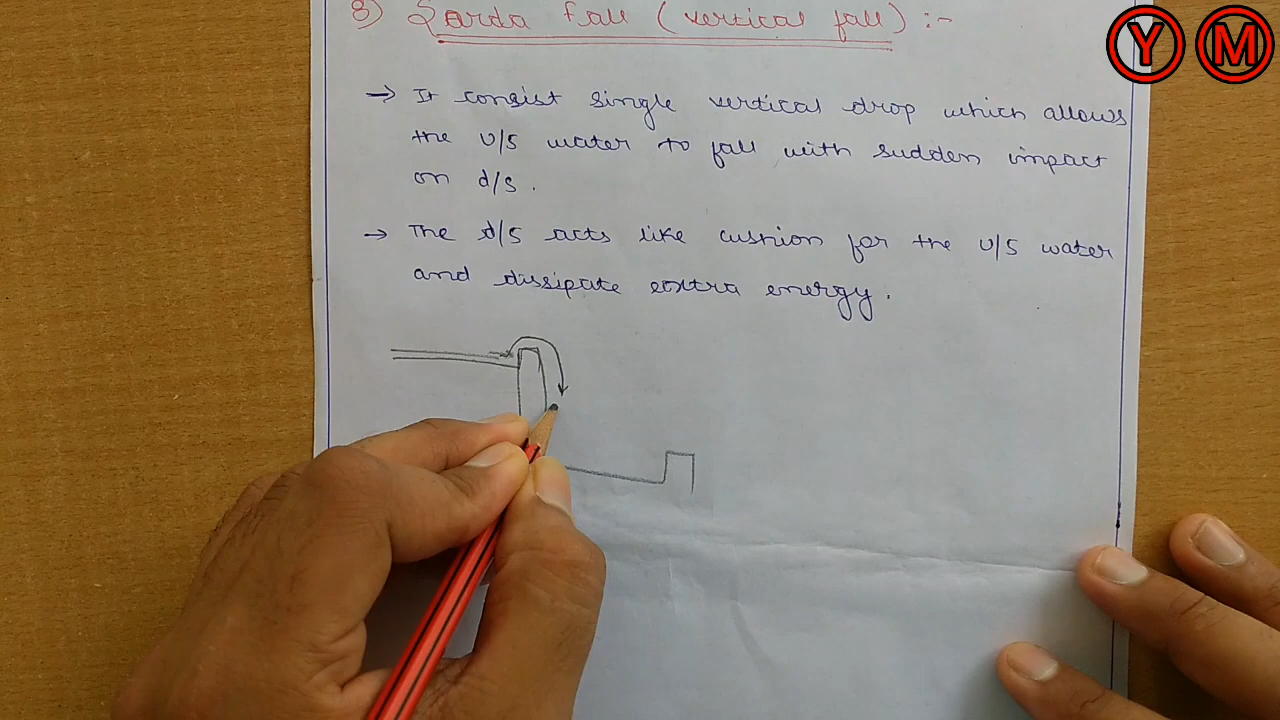 8) Sarda fall (vertical fall) :-
→ It consist single vertical drop which allows
the U/S water to fall with sudden impact
on d/s.
→ The d/s acts like cushion for the U/S water
and dissipate extra energy.
Y M